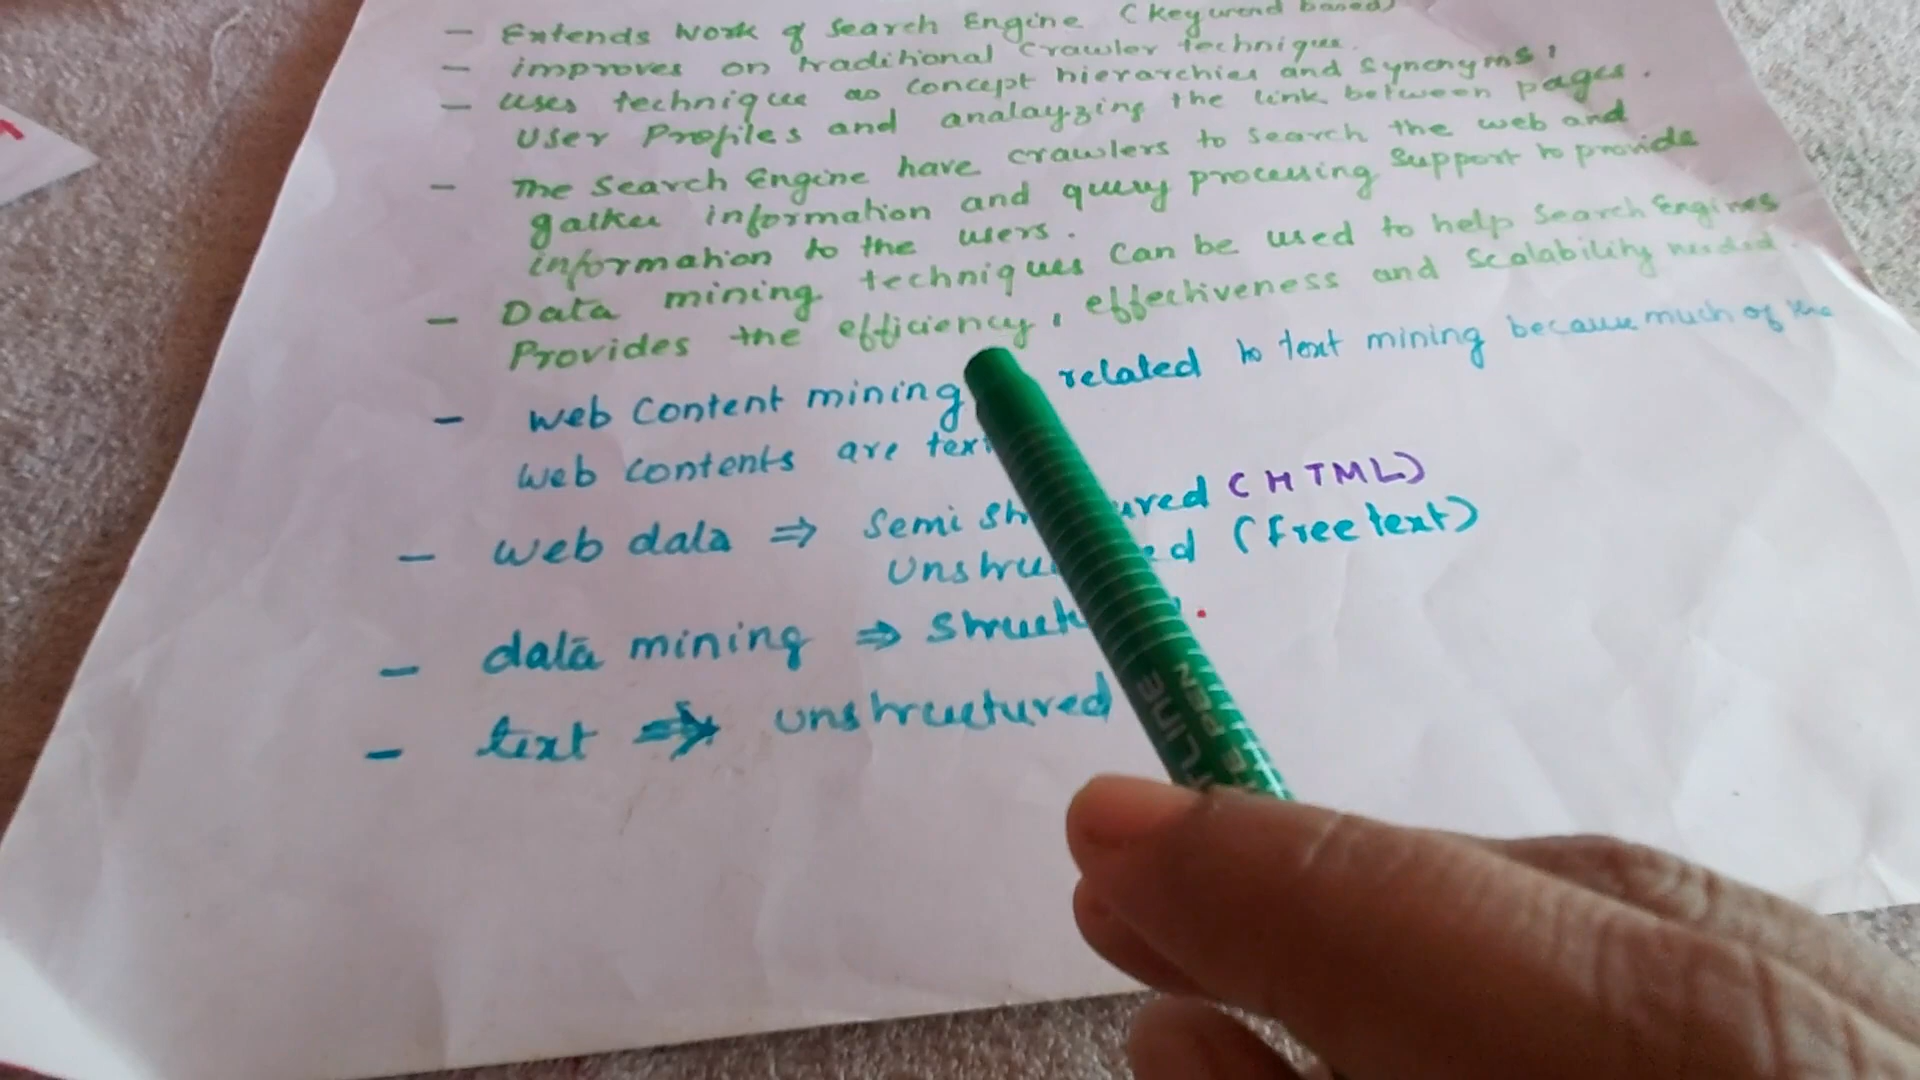 - Extends Work of Search Engine (keyword based)
- improves on traditional crawler technique.
- uses technique as concept hierarchies and synonyms,
User Profiles and analayzing the link between pages.
- The Search Engine have crawlers to search the web and
gather information and query processing support to provide
information to the users.
- Data mining techniques can be used to help Search Engines
Provides the efficiency, effectiveness and Scalability needed.
- web Content mining related to text mining because much of the
web contents are text
- web data ⇒ Semi (HTML)
(free text)
- data mining ⇒
- text ⇒ unstructured